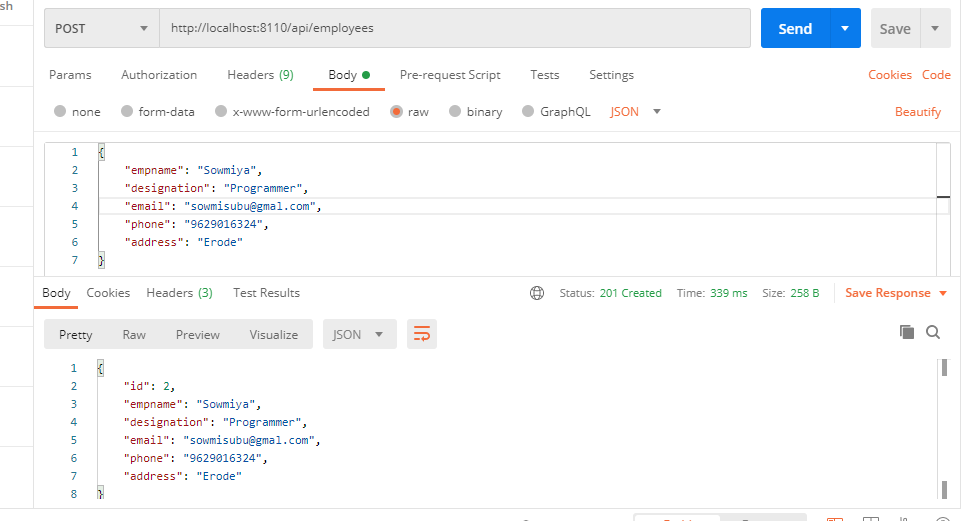 sh
POST http://localhost:8110/api/employees Send Save
Params Authorization Headers (9) Body Pre-request Script Tests Settings Cookies Code
none form-data x-www-form-urlencoded raw binary GraphQL JSON Beautify
1 {
2 "empname": "Sowmiya",
3 "designation": "Programmer",
4 "email": "sowmisubu@gmal.com",
5 "phone": "9629016324",
6 "address": "Erode"
7 }
Body Cookies Headers (3) Test Results Status: 201 Created Time: 339 ms Size: 258 B Save Response
Pretty Raw Preview Visualize JSON
1 {
2 "id": 2,
3 "empname": "Sowmiya",
4 "designation": "Programmer",
5 "email": "sowmisubu@gmal.com",
6 "phone": "9629016324",
7 "address": "Erode"
8 }